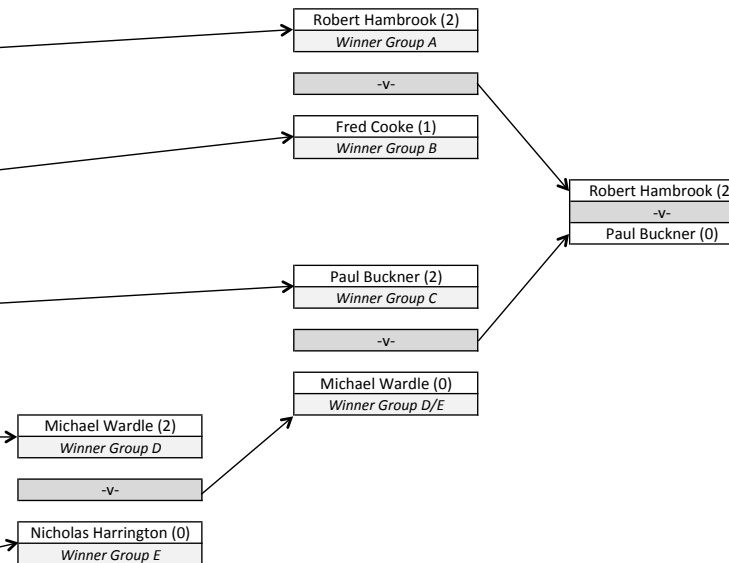 Robert Hambrook (2)
Winner Group A
-v-
Fred Cooke (1)
Winner Group B
Robert Hambrook (2
-v-
Paul Buckner (0)
Paul Buckner (2)
Winner Group C
-v-
Michael Wardle (0)
Winner Group D/E
Michael Wardle (2)
Winner Group D
-v-
Nicholas Harrington (0)
Winner Group E